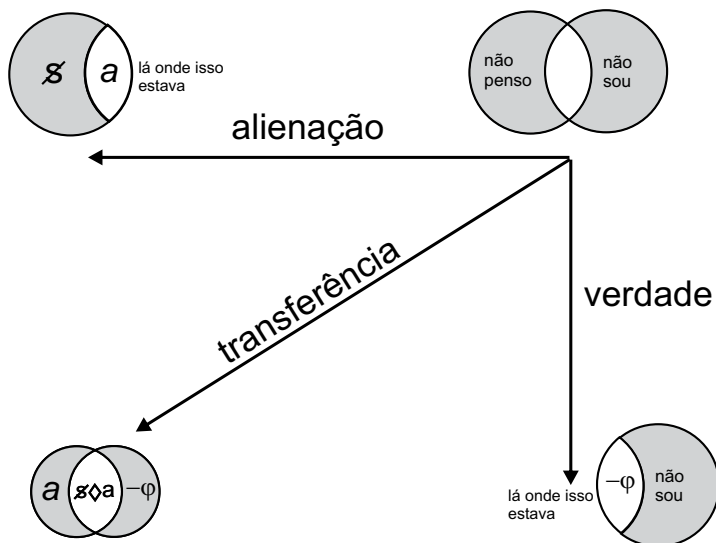 $ a
lá onde isso
estava
não
penso
não
sou
alienação
transferência
verdade
a $◊a −φ
lá onde isso
estava
−φ
não
sou